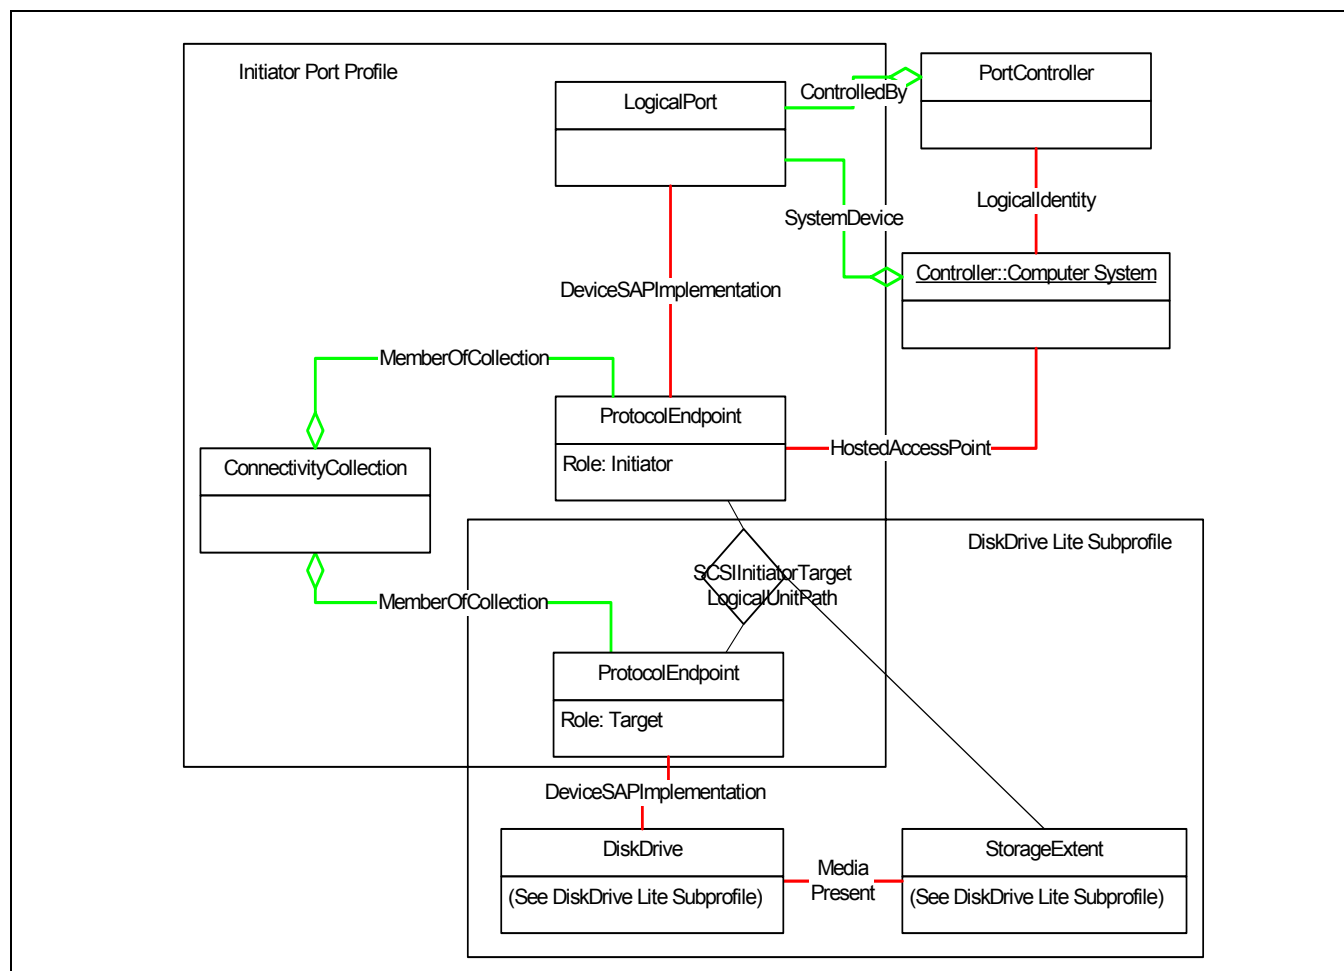 Initiator Port Profile
LogicalPort
ControlledBy
PortController
LogicalIdentity
SystemDevice
Controller::Computer System
DeviceSAPImplementation
MemberOfCollection
ProtocolEndpoint
Role: Initiator
HostedAccessPoint
ConnectivityCollection
DiskDrive Lite Subprofile
SCSIInitiatorTarget
LogicalUnitPath
MemberOfCollection
ProtocolEndpoint
Role: Target
DeviceSAPImplementation
DiskDrive
(See DiskDrive Lite Subprofile)
Media
Present
StorageExtent
(See DiskDrive Lite Subprofile)